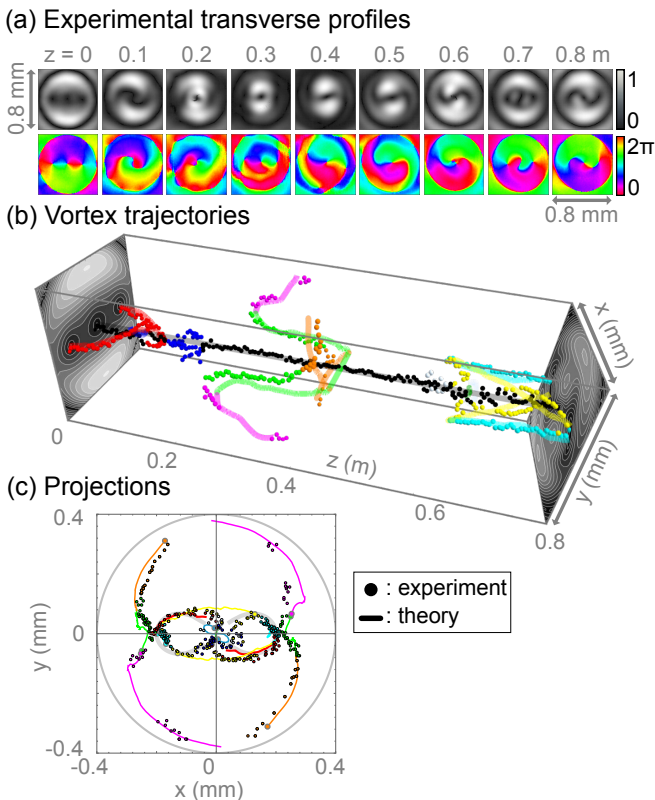 (a) Experimental transverse profiles
z = 0 0.1 0.2 0.3 0.4 0.5 0.6 0.7 0.8 m
0.8 mm
1
0
2π
0
0.8 mm
(b) Vortex trajectories
x (mm)
y (mm)
0
0.2
0.4
0.6
0.8
z (m)
(c) Projections
0.4
0
-0.4
y (mm)
-0.4 0 0.4
x (mm)
: experiment
: theory